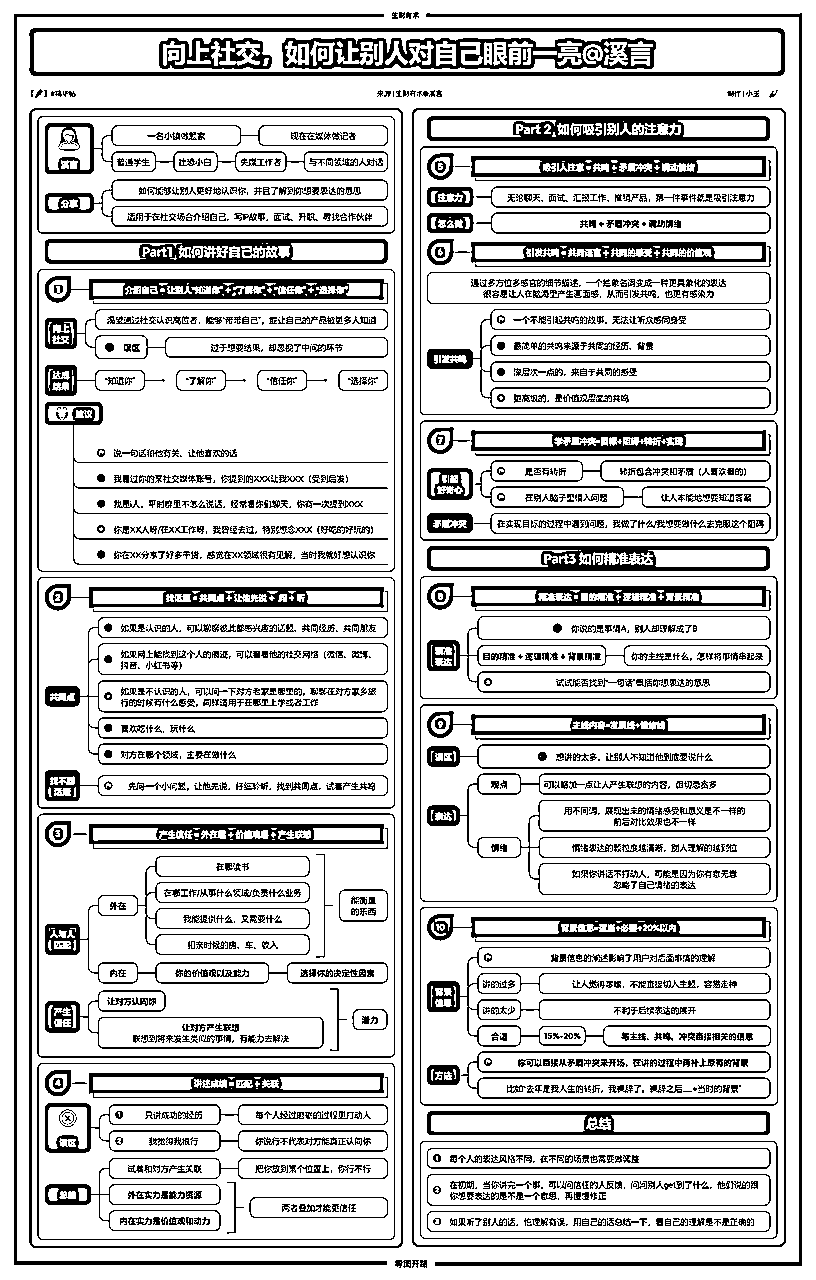 生财有术
向上社交，如何让别人对自己眼前一亮@溪言
来源 | 生财有术@溪言
制作 | 小圣
溪言
一名小镇做题家
现在在媒体做记者
普通学生
社恐小白
央媒工作者
与不同领域的人对话
分享
如何能够让别人更好地认识你，并且了解到你想要表达的意思
适用于在社交场合介绍自己，写IP故事，面试、升职、寻找合作伙伴
Part1 如何讲好自己的故事
1
介绍自己 = 让别人“知道你” + “了解你” + “信任你” + “选择你”
向上
社交
渴望通过社交认识高位者，能够“带带自己”，能让自己的产品被更多人知道
误区
过于想要结果，却忽视了中间的环节
达成
结果
“知道你”
“了解你”
“信任你”
“选择你”
建议
说一句话和他有关、让他喜欢的话
我看过你的某社交媒体账号，你提到的XXX让我XXX（受到启发）
我是i人，平时群里不怎么说话，经常看你们聊天，你有一次提到XXX
你是XX人呀/在XX工作呀，我曾经去过，特别想念XXX（好吃的好玩的）
你在XX分享了好多干货，感觉在XX领域很有见解，当时我就好想认识你
2
找话题 = 共同点 + 让他先说 + 问 + 听
共同点
如果是认识的人，可以聊聊彼此都感兴趣的话题、共同经历、共同朋友
如果网上能找到这个人的痕迹，可以看看他的社交网络（微信、微博、
抖音、小红书等）
如果是不认识的人，可以问一下对方老家是哪里的，聊聊在对方家乡旅
行的时候有什么感受，同样适用于在哪里上学或者工作
喜欢吃什么、玩什么
对方在哪个领域，主要在做什么
找不到
话题
先问一个小问题，让他先说，好运聆听，找到共同点，试着产生共鸣
3
产生信任 = 外在匹配 + 价值观匹配 + 产生联想
人与人
匹配
外在
在哪读书
在哪工作/从事什么领域/负责什么业务
我能提供什么，又需要什么
相亲时候的房、车、收入
能衡量
的东西
内在
你的价值观以及能力
选择你的决定性因素
产生
信任
让对方认同你
让对方产生联想
联想到将来发生类似的事情，有能力去解决
潜力
4
讲述成绩 = 匹配 + 关联
误区
只讲成功的经历
每个人经过艰难的过程更打动人
我觉得我很行
你说行不代表对方能真正认同你
试着和对方产生关联
把你放到某个位置上，你行不行
外在实力是能力资源
内在实力是价值观和动力
两者叠加才能更信任
Part 2 如何吸引别人的注意力
5
吸引人注意 = 共鸣 + 矛盾冲突 + 调动情绪
注意力
无论聊天、面试、汇报工作、推销产品，第一件事就是吸引注意力
怎么做
共鸣 + 矛盾冲突 + 调动情绪
6
引发共鸣 = 共同语言 + 共同的感受 + 共同的价值观
通过多方位多感官的细节描述，一个抽象名词变成一种更具象化的表达
很容易让人在脑海里产生画面感，从而引发共鸣，也更有感染力
引发共鸣
一个不能引起共鸣的故事，无法让听众感同身受
最简单的共鸣来源于共同的经历、背景
深层次一点的，来自于共同的感受
更高级的，是价值观层面的共鸣
7
学矛盾冲突=目标+阻碍+转折+实现
引起
好奇心
是否有转折
转折包含冲突和矛盾（人喜欢看的）
在别人脑子里植入问题
让人本能地想要知道答案
矛盾冲突
在实现目标的过程中遇到问题，我做了什么/我想要做什么去克服这个阻碍
Part3 如何精准表达
8
精准表达 = 目的精准 + 逻辑精准 + 背景精准
精准
表达
你说的是事情A，别人却理解成了B
目的精准 + 逻辑精准 + 背景精准
你的主线是什么，怎样将事情串起来
试试能否找到“一句话”概括你想表达的意思
9
主线内容=发展线+情绪线
误区
想讲的太多，让别人不知道他到底要说什么
表达
观点
可以略加一点让人产生联想的内容，但切忌贪多
情绪
用不同词，展现出来的情绪感受和意义是不一样的
前后对比效果也不一样
情绪表达的颗粒度越清晰，别人理解的越到位
如果你讲话不打动人，可能是因为你有意无意
忽略了自己情绪的表达
10
背景信息=适当+必要+20%以内
背景
信息
背景信息的阐述影响了用户对后面事情的理解
讲的过多
让人觉得啰嗦，不能直接切入主题，容易走神
讲的太少
不利于后续表达的展开
合适
15%-20%
与主线、共鸣、冲突直接相关的信息
方法
你可以直接从矛盾冲突来开场，在讲的过程中再补上原有的背景
比如“去年是我人生的转折，我裸辞了。裸辞之后......+当时的背景”
总结
每个人的表达风格不同，在不同的场景也需要做调整
在初期，当你讲完一个事，可以问信任的人反馈，问问别人get到了什么，他们说的跟
你想要表达的是不是一个意思，再慢慢修正
如果听了别人的话，怕理解有误，用自己的话总结一下，看自己的理解是不是正确的